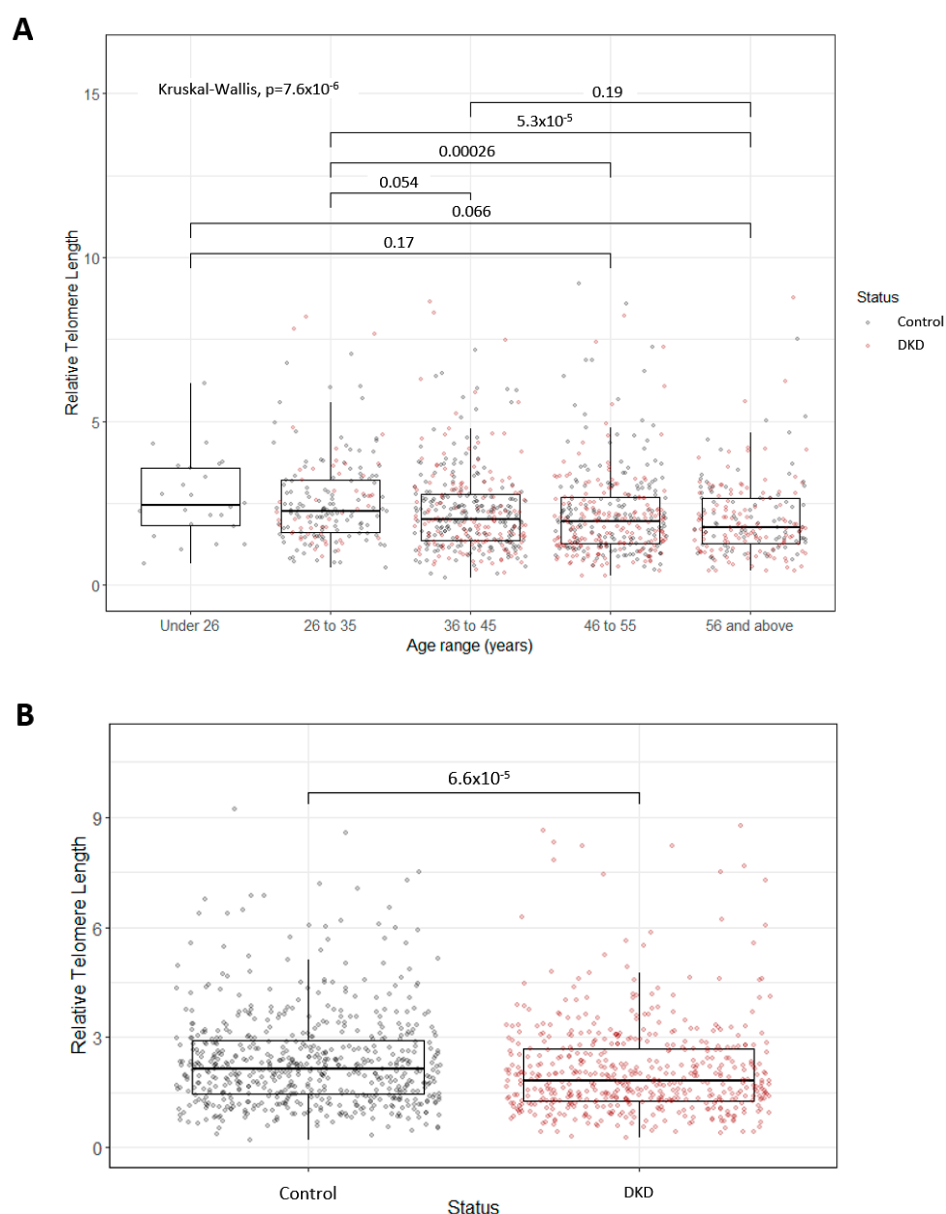 A
Kruskal-Wallis, p=7.6x10⁻⁶
0.19
5.3x10⁻⁵
0.00026
0.054
0.066
0.17
15
10
5
0
Relative Telomere Length
Under 26
26 to 35
36 to 45
46 to 55
56 and above
Age range (years)
Status
Control
DKD
B
6.6x10⁻⁵
9
6
3
0
Relative Telomere Length
Control
DKD
Status